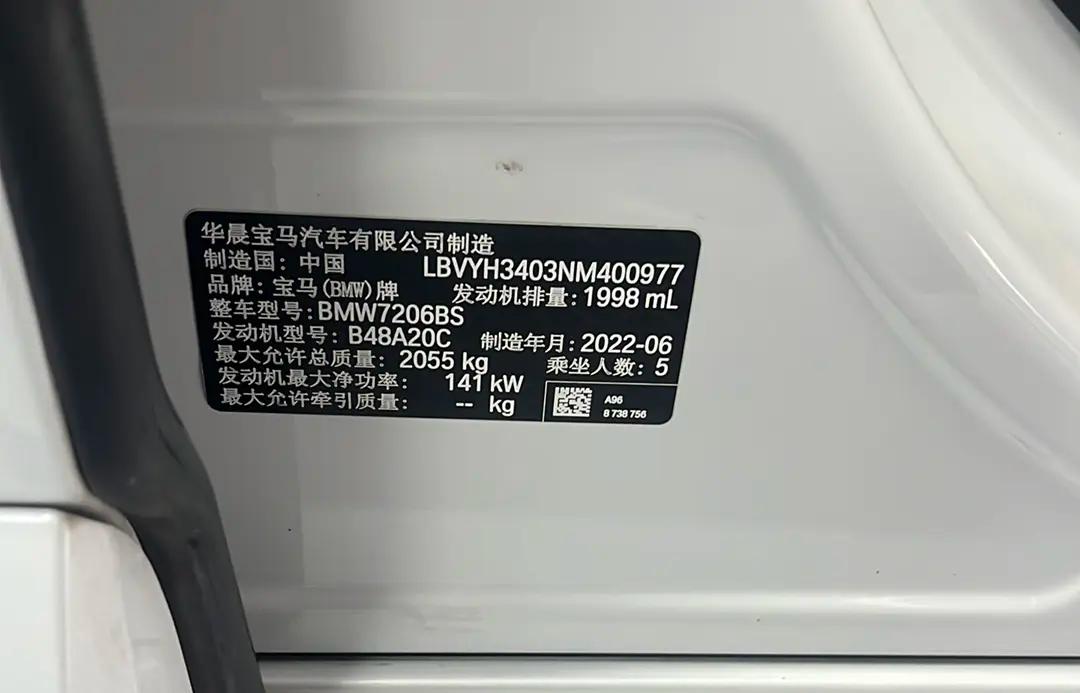 华晨宝马汽车有限公司制造
制造国: 中国 LBVYH3403NM400977
品牌: 宝马(BMW)牌 发动机排量: 1998 mL
整车型号: BMW7206BS
发动机型号: B48A20C 制造年月: 2022-06
最大允许总质量: 2055 kg 乘坐人数: 5
发动机最大净功率: 141 kW
最大允许牵引质量: -- kg
A96
8 738 756